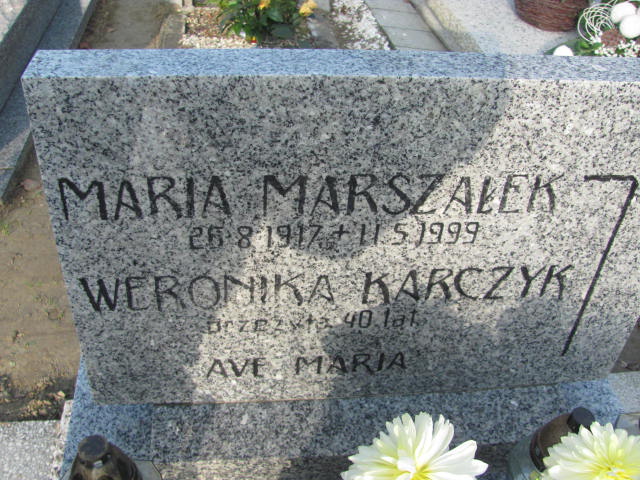 MARIA MARSZAŁEK
26.8.1917 + 11.5.1999
WERONIKA KARCZYK
przeżyła 40 lat
AVE MARIA